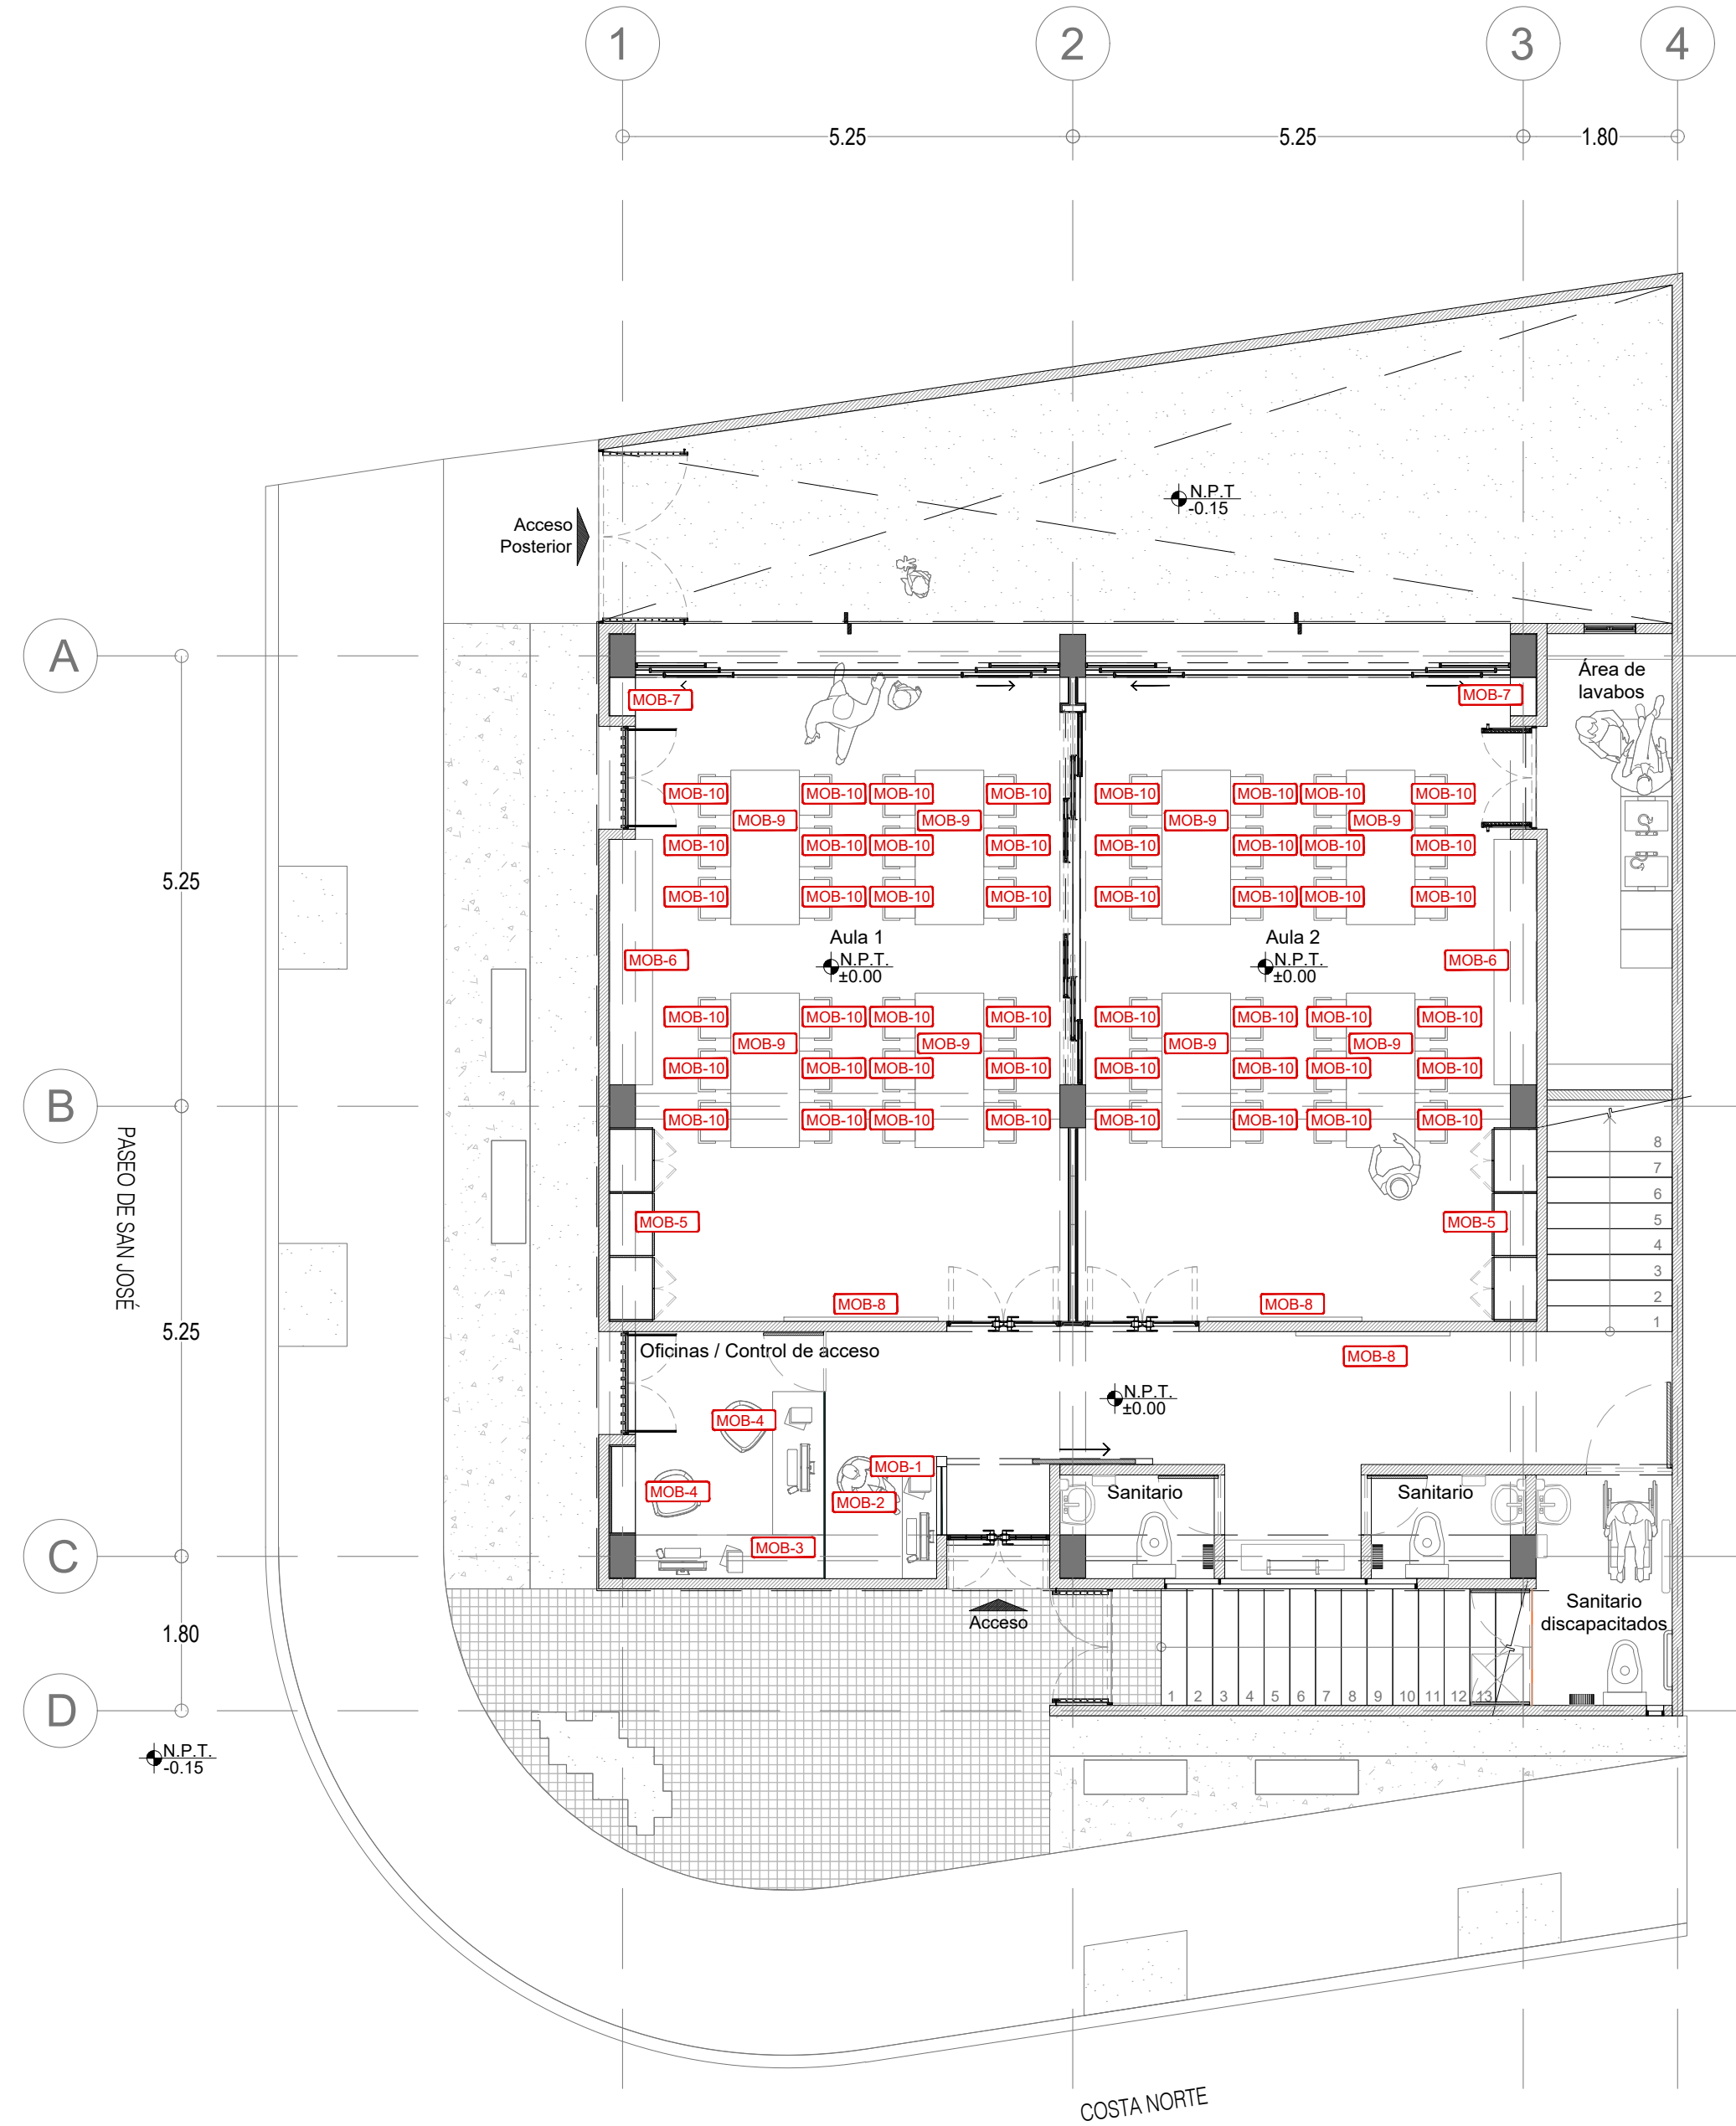 1 2 3 4
5.25 5.25 1.80
N.P.T
-0.15
Acceso
Posterior
A
Área de
lavabos
MOB-7 MOB-7
MOB-10 MOB-10 MOB-10 MOB-10 MOB-10 MOB-10 MOB-10 MOB-10
MOB-9 MOB-9 MOB-9 MOB-9
MOB-10 MOB-10 MOB-10 MOB-10 MOB-10 MOB-10 MOB-10 MOB-10
5.25
MOB-10 MOB-10 MOB-10 MOB-10 MOB-10 MOB-10 MOB-10 MOB-10
Aula 1 Aula 2
MOB-6 N.P.T. N.P.T. MOB-6
±0.00 ±0.00
MOB-10 MOB-10 MOB-10 MOB-10 MOB-10 MOB-10 MOB-10 MOB-10
MOB-9 MOB-9 MOB-9 MOB-9
MOB-10 MOB-10 MOB-10 MOB-10 MOB-10 MOB-10 MOB-10 MOB-10
B
MOB-10 MOB-10 MOB-10 MOB-10 MOB-10 MOB-10 MOB-10 MOB-10
PASEO DE SAN JOSÉ
8
7
6
MOB-5 MOB-5 5
4
3
2
MOB-8 MOB-8
1
5.25
Oficinas / Control de acceso
MOB-8
N.P.T.
±0.00
MOB-4
MOB-1
MOB-4 MOB-2 Sanitario Sanitario
MOB-3
C
Acceso
Sanitario
discapacitados
1.80
1 2 3 4 5 6 7 8 9 10 11 12 13
D
N.P.T.
-0.15
COSTA NORTE